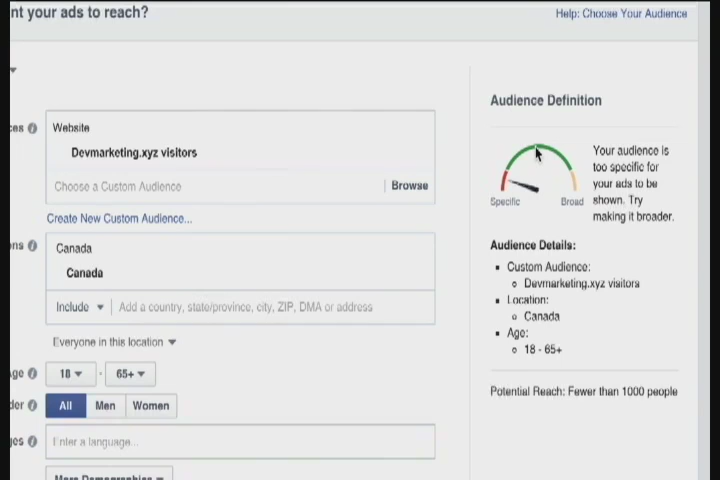 nt your ads to reach?
Help: Choose Your Audience
ces
Website
Devmarketing.xyz visitors
Choose a Custom Audience
Browse
Create New Custom Audience...
ns
Canada
Canada
Include
Add a country, state/province, city, ZIP, DMA or address
Everyone in this location
ge
18 - 65+
der
All Men Women
ges
Enter a language...
More Demographics
Audience Definition
Specific
Broad
Your audience is
too specific for
your ads to be
shown. Try
making it broader.
Audience Details:
Custom Audience:
Devmarketing.xyz visitors
Location:
Canada
Age:
18 - 65+
Potential Reach: Fewer than 1000 people